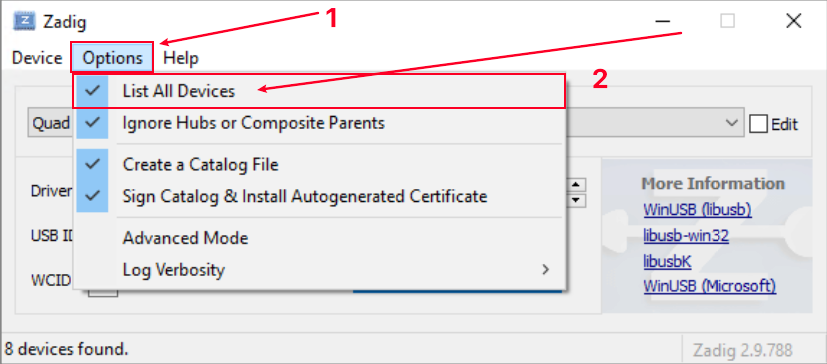 Zadig
1
Device Options Help
List All Devices
2
Quad
Ignore Hubs or Composite Parents
Edit
Create a Catalog File
Driver
Sign Catalog & Install Autogenerated Certificate
More Information
WinUSB (libusb)
USB ID
Advanced Mode
libusb-win32
Log Verbosity
libusbK
WCID
WinUSB (Microsoft)
8 devices found.
Zadig 2.9.788